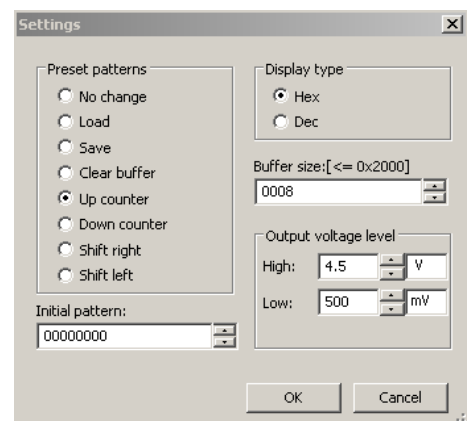 Settings
Preset patterns
No change
Load
Save
Clear buffer
Up counter
Down counter
Shift right
Shift left
Initial pattern:
00000000
Display type
Hex
Dec
Buffer size:[<= 0x2000]
0008
Output voltage level
High: 4.5 V
Low: 500 mV
OK Cancel